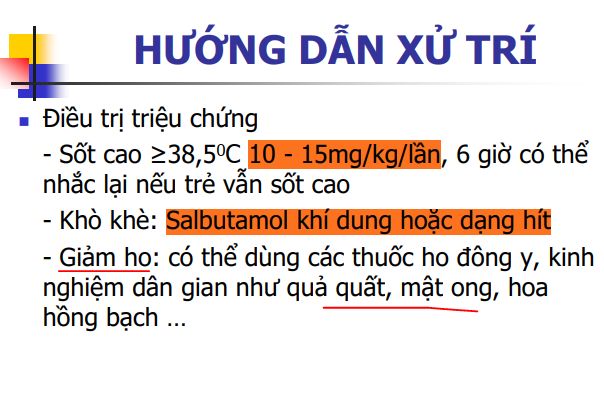 HƯỚNG DẪN XỬ TRÍ
Điều trị triệu chứng
- Sốt cao ≥38,5⁰C 10 - 15mg/kg/lần, 6 giờ có thể
nhắc lại nếu trẻ vẫn sốt cao
- Khò khè: Salbutamol khí dung hoặc dạng hít
- Giảm ho: có thể dùng các thuốc ho đông y, kinh
nghiệm dân gian như quả quất, mật ong, hoa
hồng bạch ...